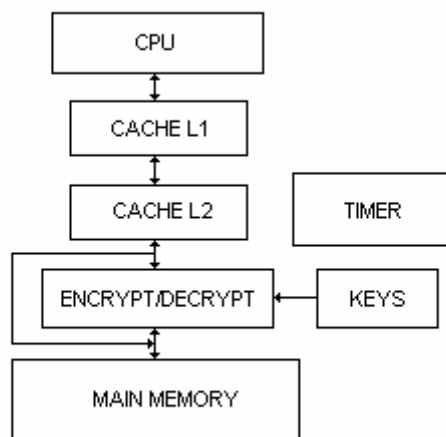 CPU
CACHE L1
CACHE L2
TIMER
ENCRYPT/DECRYPT
KEYS
MAIN MEMORY